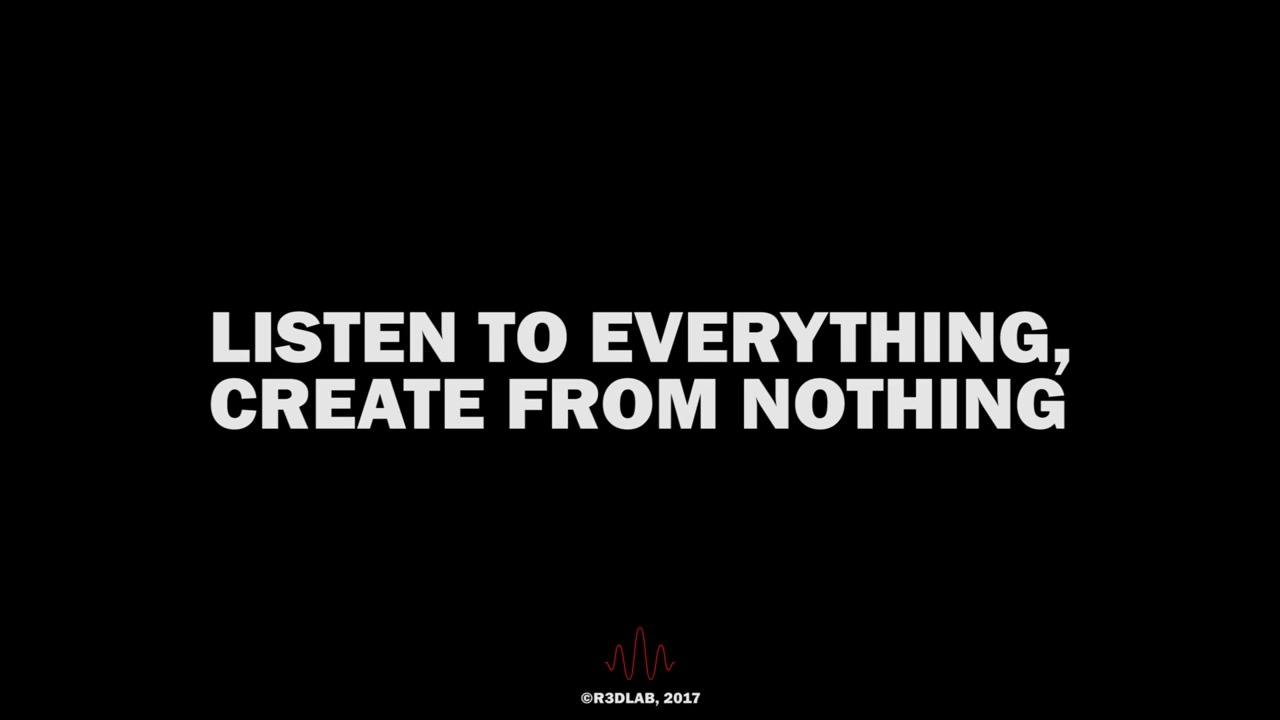 LISTEN TO EVERYTHING,
CREATE FROM NOTHING
©R3DLAB, 2017